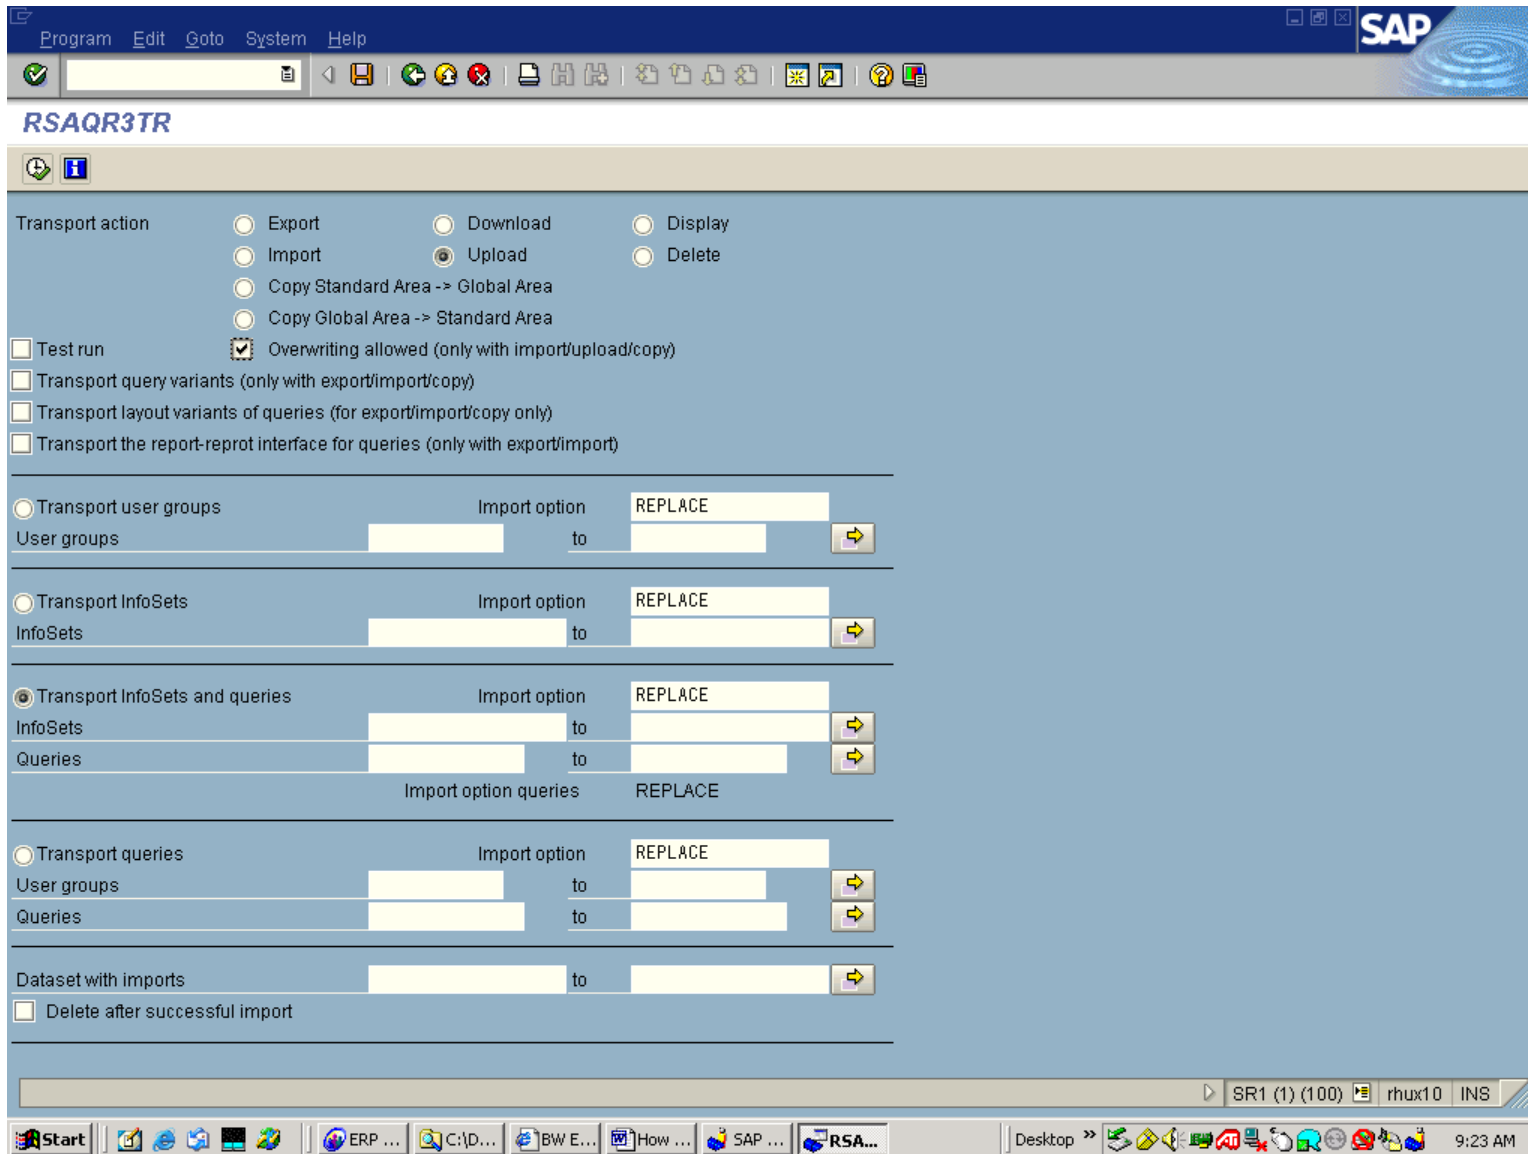 Program Edit Goto System Help
SAP
RSAQR3TR
Transport action Export Download Display
Import Upload Delete
Copy Standard Area -> Global Area
Copy Global Area -> Standard Area
Test run Overwriting allowed (only with import/upload/copy)
Transport query variants (only with export/import/copy)
Transport layout variants of queries (for export/import/copy only)
Transport the report-reprot interface for queries (only with export/import)
Transport user groups Import option REPLACE
User groups to
Transport InfoSets Import option REPLACE
InfoSets to
Transport InfoSets and queries Import option REPLACE
InfoSets to
Queries to
Import option queries REPLACE
Transport queries Import option REPLACE
User groups to
Queries to
Dataset with imports to
Delete after successful import
SR1 (1) (100) rhux10 INS
Start ERP ... C:\D... BW E... How ... SAP ... RSA... Desktop » 9:23 AM